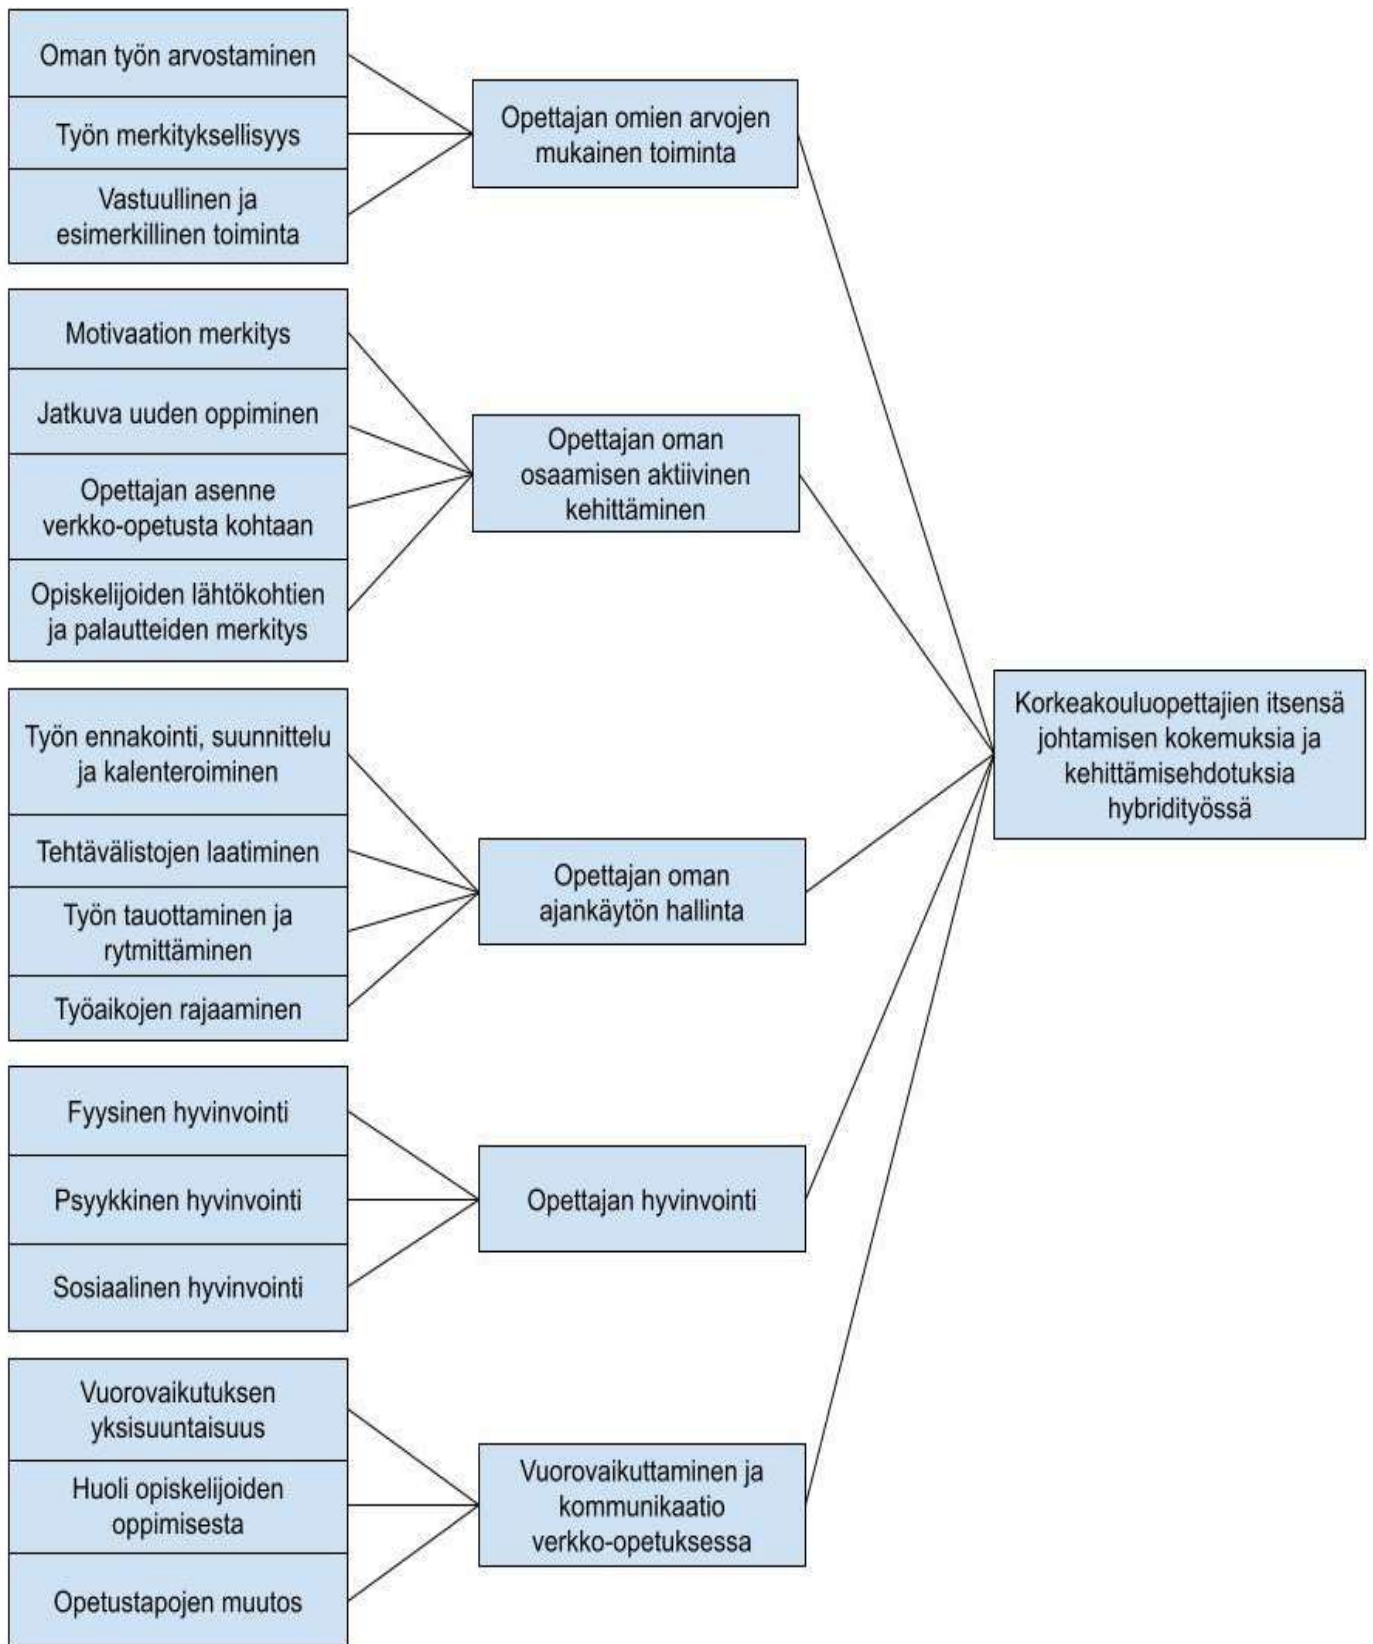 Oman työn arvostaminen
Työn merkityksellisyys
Vastuullinen ja
esimerkillinen toiminta
Opettajan omien arvojen
mukainen toiminta
Motivaation merkitys
Jatkuva uuden oppiminen
Opettajan asenne
verkko-opetusta kohtaan
Opiskelijoiden lähtökohtien
ja palautteiden merkitys
Opettajan oman
osaamisen aktiivinen
kehittäminen
Työn ennakointi, suunnittelu
ja kalenteroiminen
Tehtävälistojen laatiminen
Työn tauottaminen ja
rytmittäminen
Työaikojen rajaaminen
Opettajan oman
ajankäytön hallinta
Fyysinen hyvinvointi
Psyykkinen hyvinvointi
Sosiaalinen hyvinvointi
Opettajan hyvinvointi
Vuorovaikutuksen
yksisuuntaisuus
Huoli opiskelijoiden
oppimisesta
Opetustapojen muutos
Vuorovaikuttaminen ja
kommunikaatio
verkko-opetuksessa
Korkeakouluopettajien itsensä
johtamisen kokemuksia ja
kehittämisehdotuksia
hybridityössä